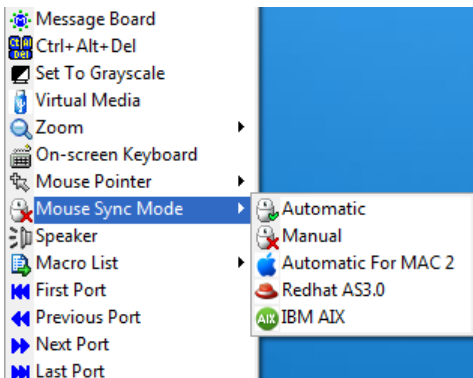 Message Board
Ctrl+Alt+Del
Set To Grayscale
Virtual Media
Zoom
On-screen Keyboard
Mouse Pointer
Mouse Sync Mode
Speaker
Macro List
First Port
Previous Port
Next Port
Last Port
Automatic
Manual
Automatic For MAC 2
Redhat AS3.0
AIX IBM AIX